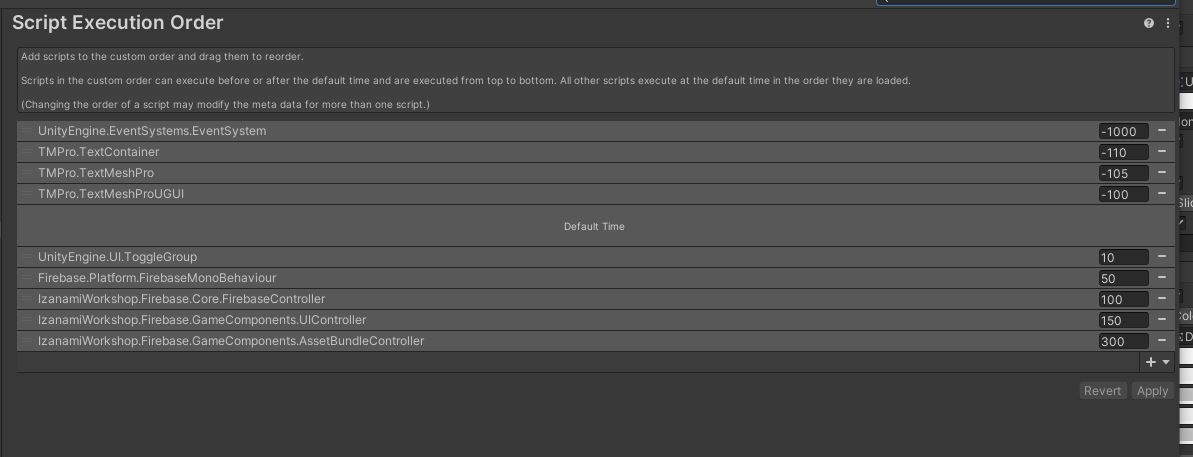 Script Execution Order
Add scripts to the custom order and drag them to reorder.
Scripts in the custom order can execute before or after the default time and are executed from top to bottom. All other scripts execute at the default time in the order they are loaded.
(Changing the order of a script may modify the meta data for more than one script.)
UnityEngine.EventSystems.EventSystem -1000
TMPro.TextContainer -110
TMPro.TextMeshPro -105
TMPro.TextMeshProUGUI -100
Default Time
UnityEngine.UI.ToggleGroup 10
Firebase.Platform.FirebaseMonoBehaviour 50
IzanamiWorkshop.Firebase.Core.FirebaseController 100
IzanamiWorkshop.Firebase.GameComponents.UIController 150
IzanamiWorkshop.Firebase.GameComponents.AssetBundleController 300
Revert Apply